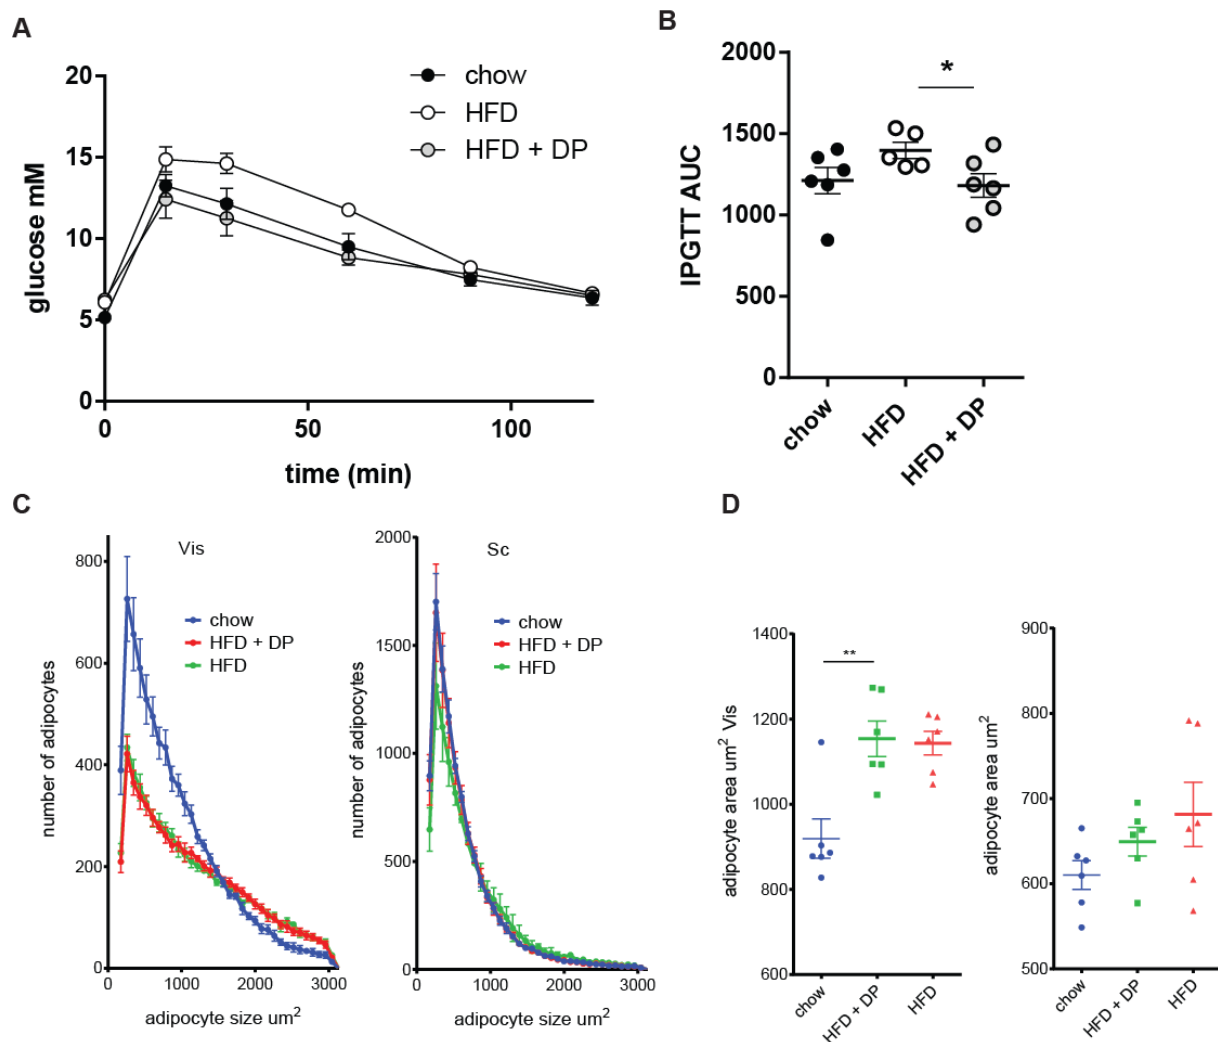 A
20
15
10
5
0
glucose mM
0
50
100
time (min)
chow
HFD
HFD + DP
B
2000
1500
1000
500
0
IPGTT AUC
*
chow
HFD
HFD + DP
C
Vis
800
600
400
200
0
number of adipocytes
chow
HFD + DP
HFD
0
1000
2000
3000
adipocyte size um²
Sc
2000
1500
1000
500
0
number of adipocytes
chow
HFD + DP
HFD
0
1000
2000
3000
adipocyte size um²
D
1400
1200
1000
800
600
adipocyte area um² Vis
**
chow
HFD + DP
HFD
900
800
700
600
500
adipocyte area um²
chow
HFD + DP
HFD